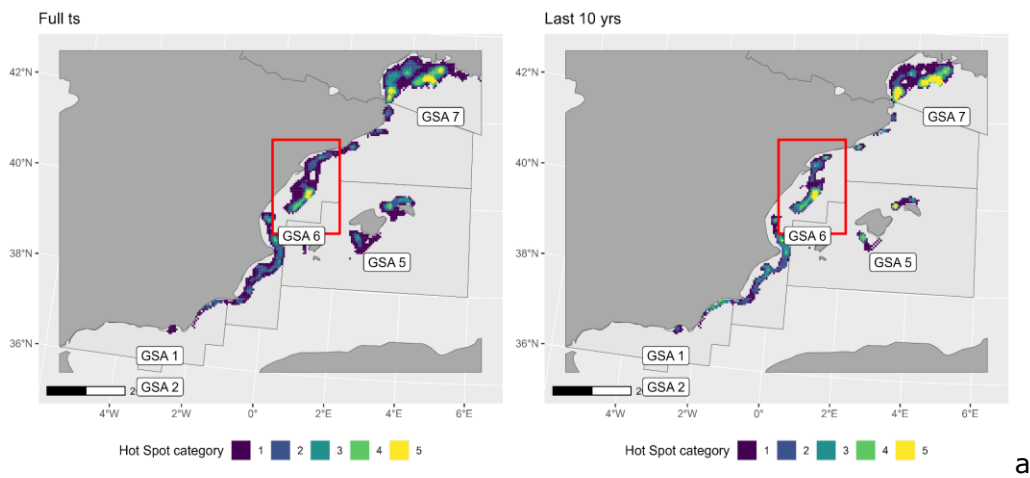 Full ts
42°N
40°N
38°N
36°N
GSA 7
GSA 6
GSA 5
GSA 1
GSA 2
2
4°W 2°W 0° 2°E 4°E 6°E
Hot Spot category 1 2 3 4 5
Last 10 yrs
42°N
40°N
38°N
36°N
GSA 7
GSA 6
GSA 5
GSA 1
GSA 2
2
4°W 2°W 0° 2°E 4°E 6°E
Hot Spot category 1 2 3 4 5
a